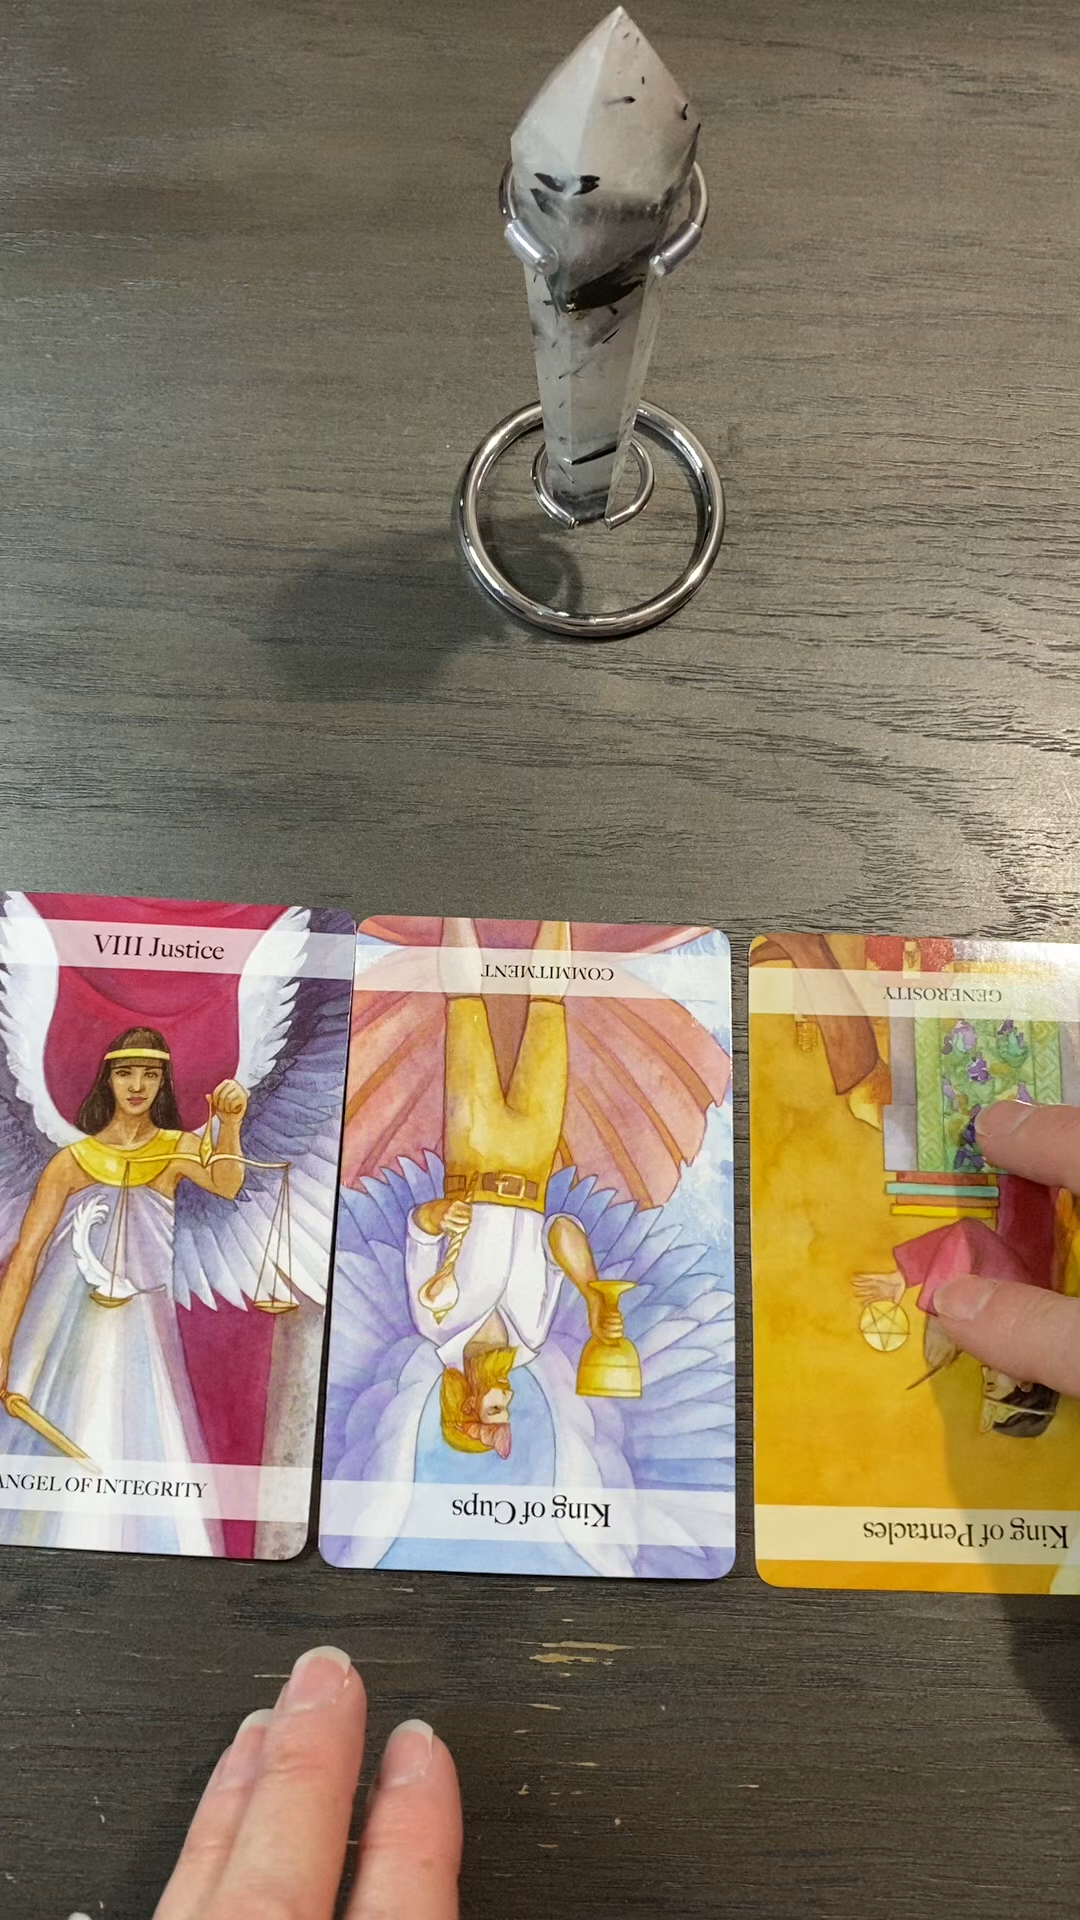 VIII Justice
ANGEL OF INTEGRITY
COMMITMENT
King of Cups
GENEROSITY
King of Pentacles